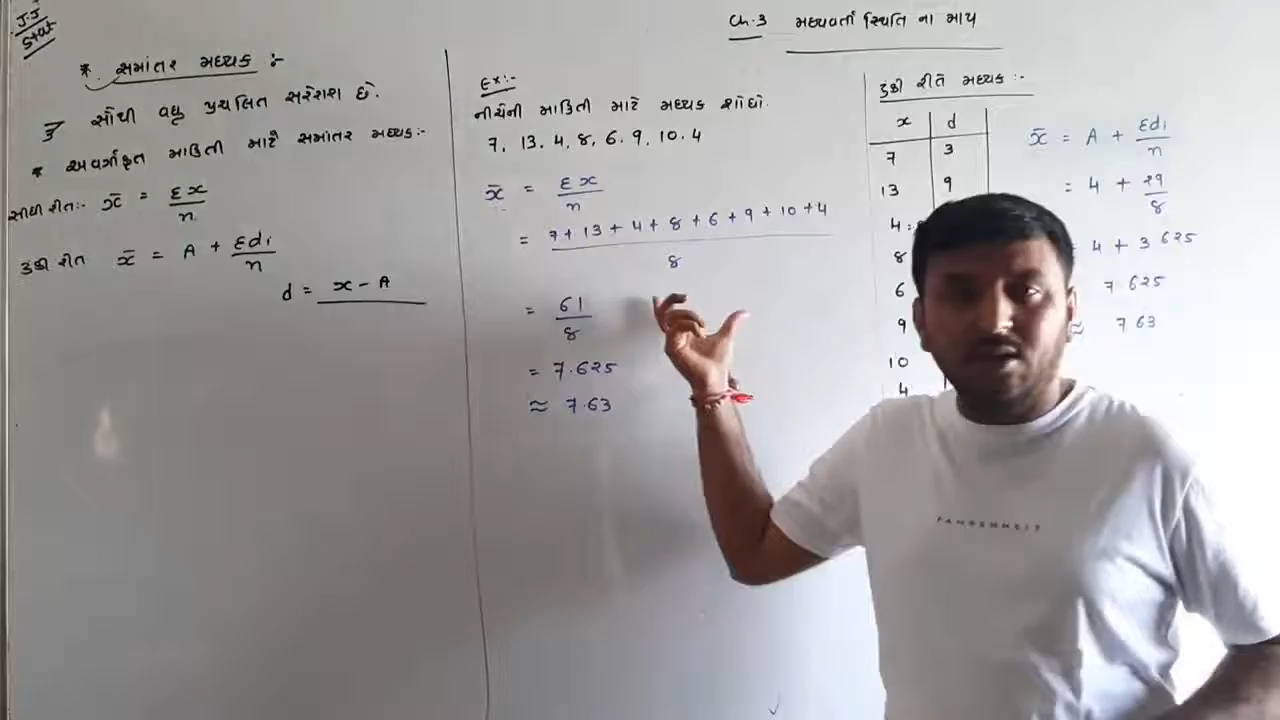 J.J
Stat
Ch.3 મધ્યવર્તી સ્થિતિ ના માપ
* સમાંતર મધ્યક :-
સૌથી વધુ પ્રચલિત સરેરાશ છે.
* અવર્ગીકૃત માહિતી માટે સમાંતર મધ્યક:-
સીધી રીત:- x̄ = Σx / n
ટુંકી રીત x̄ = A + Σdi / n
d = x - A
Ex:-
નીચેની માહિતી માટે મધ્યક શોધો.
7, 13, 4, 8, 6, 9, 10, 4
x̄ = Σx / n
= 7 + 13 + 4 + 8 + 6 + 9 + 10 + 4 / 8
= 61 / 8
= 7.625
≈ 7.63
ટુંકી રીતે મધ્યક :-
x d
7 3
13 9
4
8
6
9
10
4
x̄ = A + Σdi / n
= 4 + 29 / 8
= 4 + 3.625
7.625
≈ 7.63